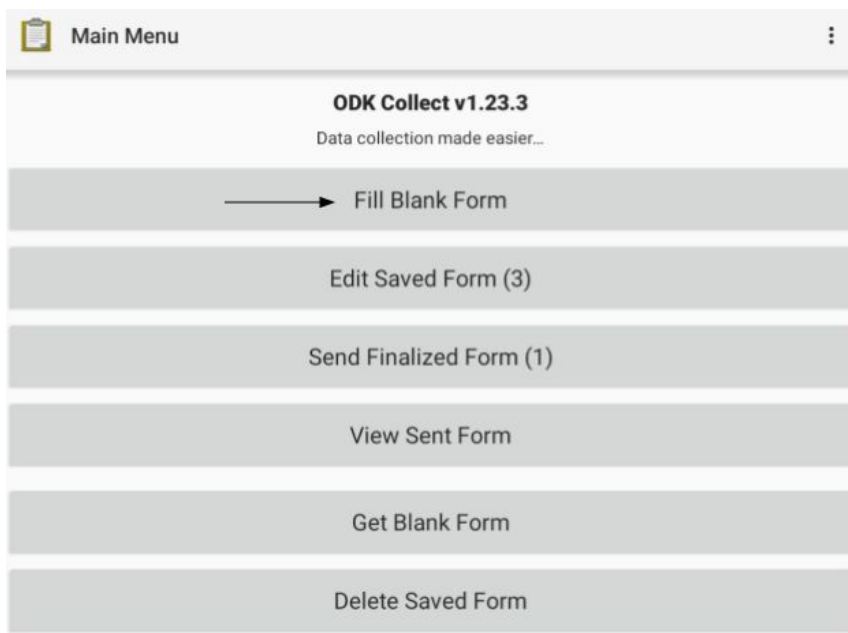 Main Menu
ODK Collect v1.23.3
Data collection made easier...
Fill Blank Form
Edit Saved Form (3)
Send Finalized Form (1)
View Sent Form
Get Blank Form
Delete Saved Form